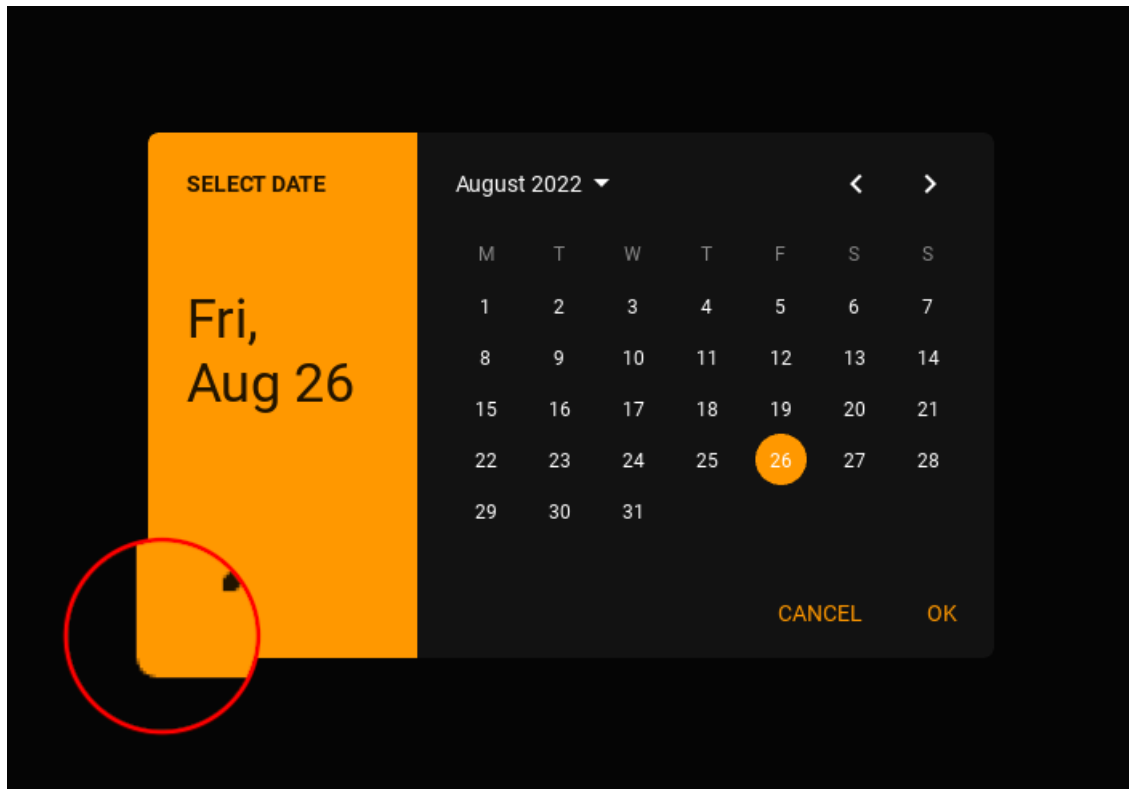 SELECT DATE
Fri,
Aug 26
August 2022
M T W T F S S
1 2 3 4 5 6 7
8 9 10 11 12 13 14
15 16 17 18 19 20 21
22 23 24 25 26 27 28
29 30 31
CANCEL OK